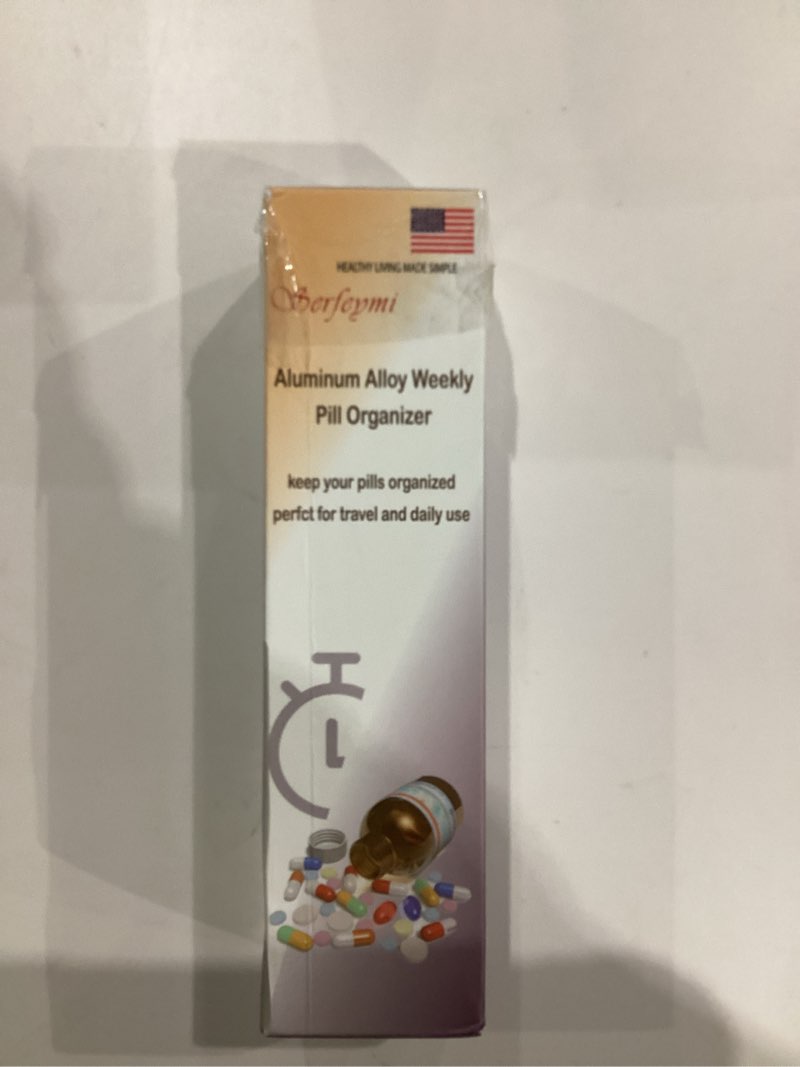 HEALTHY LIVING MADE SIMPLE
Serfeymi
Aluminum Alloy Weekly
Pill Organizer
keep your pills organized
perfct for travel and daily use